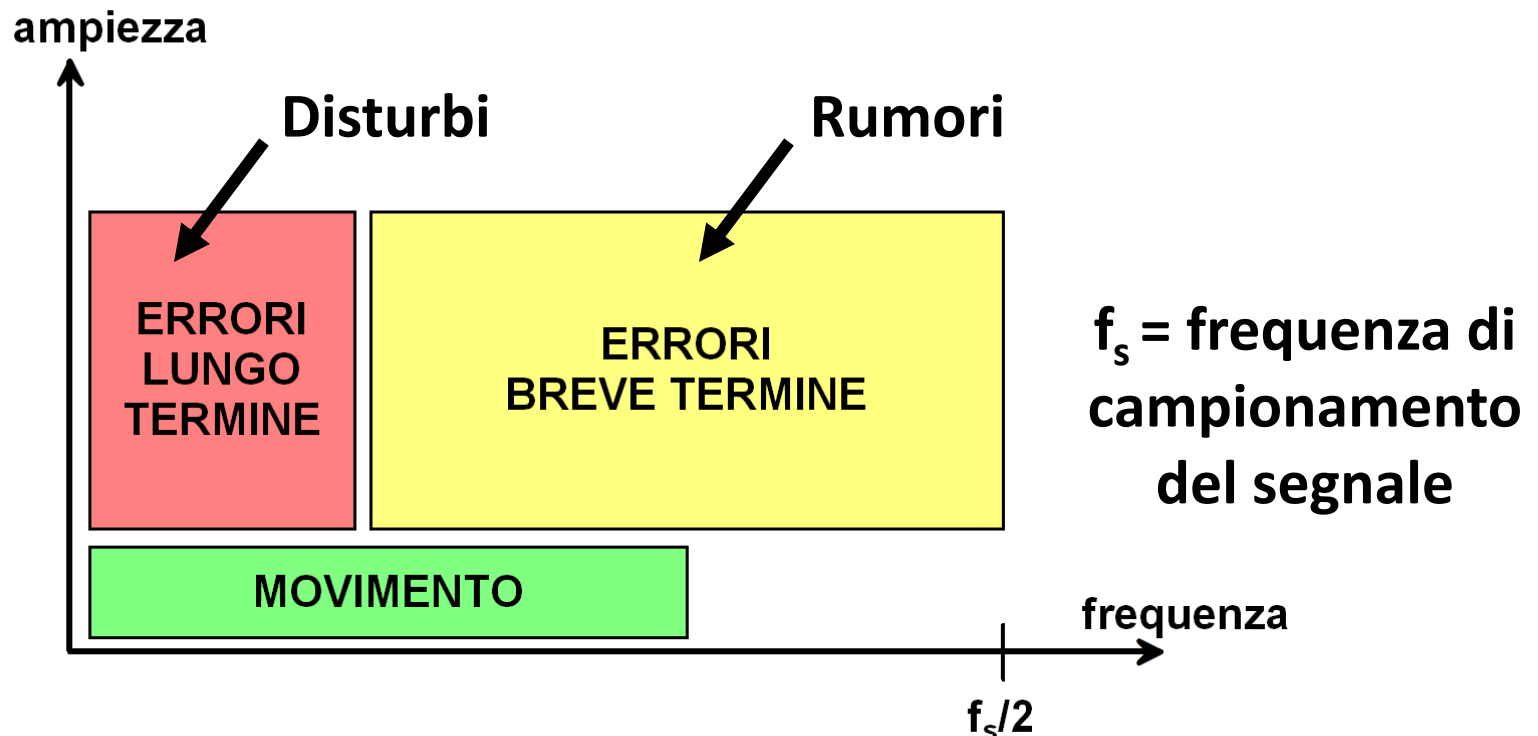 ampiezza
Disturbi
Rumori
ERRORI
LUNGO
TERMINE
ERRORI
BREVE TERMINE
fs = frequenza di
campionamento
del segnale
MOVIMENTO
frequenza
fs/2